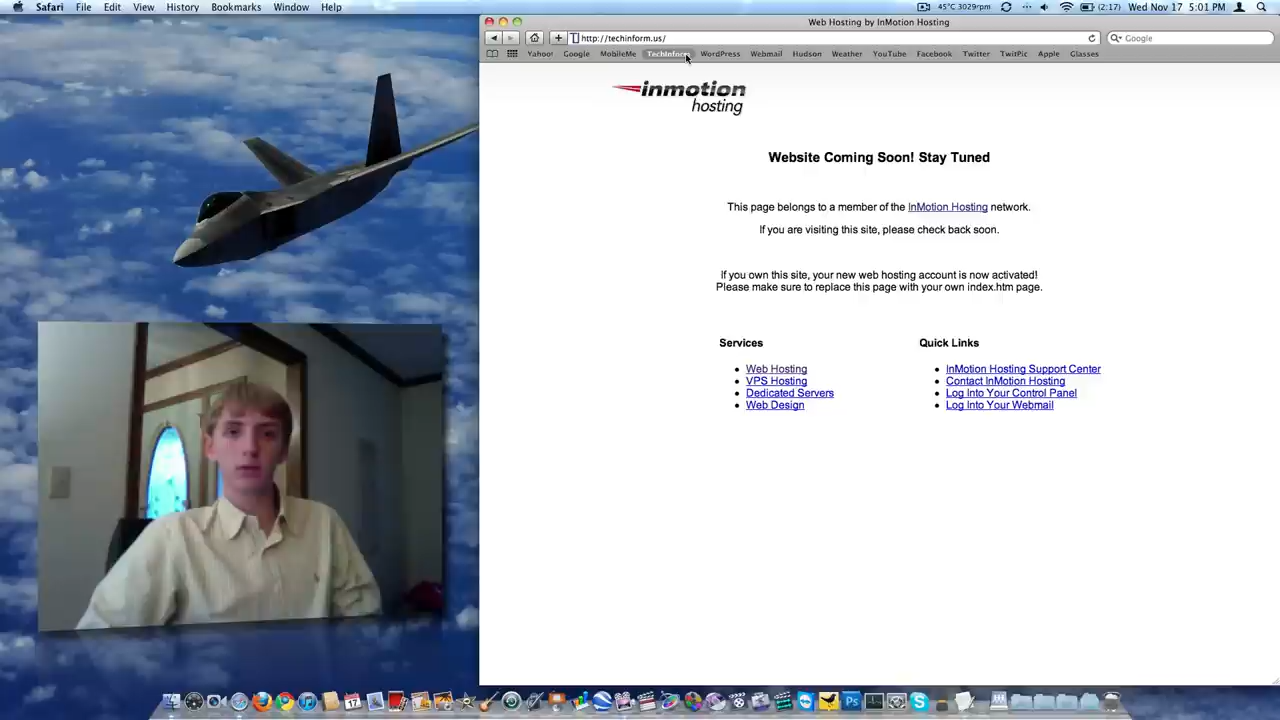 Safari File Edit View History Bookmarks Window Help
45°C 3029rpm (2:17) Wed Nov 17 5:01 PM
Web Hosting by InMotion Hosting
http://techinform.us/
Google
Yahoo! Google MobileMe TechInform WordPress Webmail Hudson Weather YouTube Facebook Twitter TwitPic Apple Glasses
inmotion
hosting
Website Coming Soon! Stay Tuned
This page belongs to a member of the InMotion Hosting network.
If you are visiting this site, please check back soon.
If you own this site, your new web hosting account is now activated!
Please make sure to replace this page with your own index.htm page.
Services
• Web Hosting
• VPS Hosting
• Dedicated Servers
• Web Design
Quick Links
• InMotion Hosting Support Center
• Contact InMotion Hosting
• Log Into Your Control Panel
• Log Into Your Webmail
17
Ps